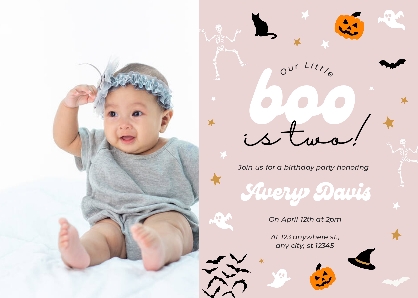 Our Little
boo
is two!
Join us for a birthday party honoring
Avery Davis
On April 12th at 2pm
At 123 anywhere st.,
any city, st 12345